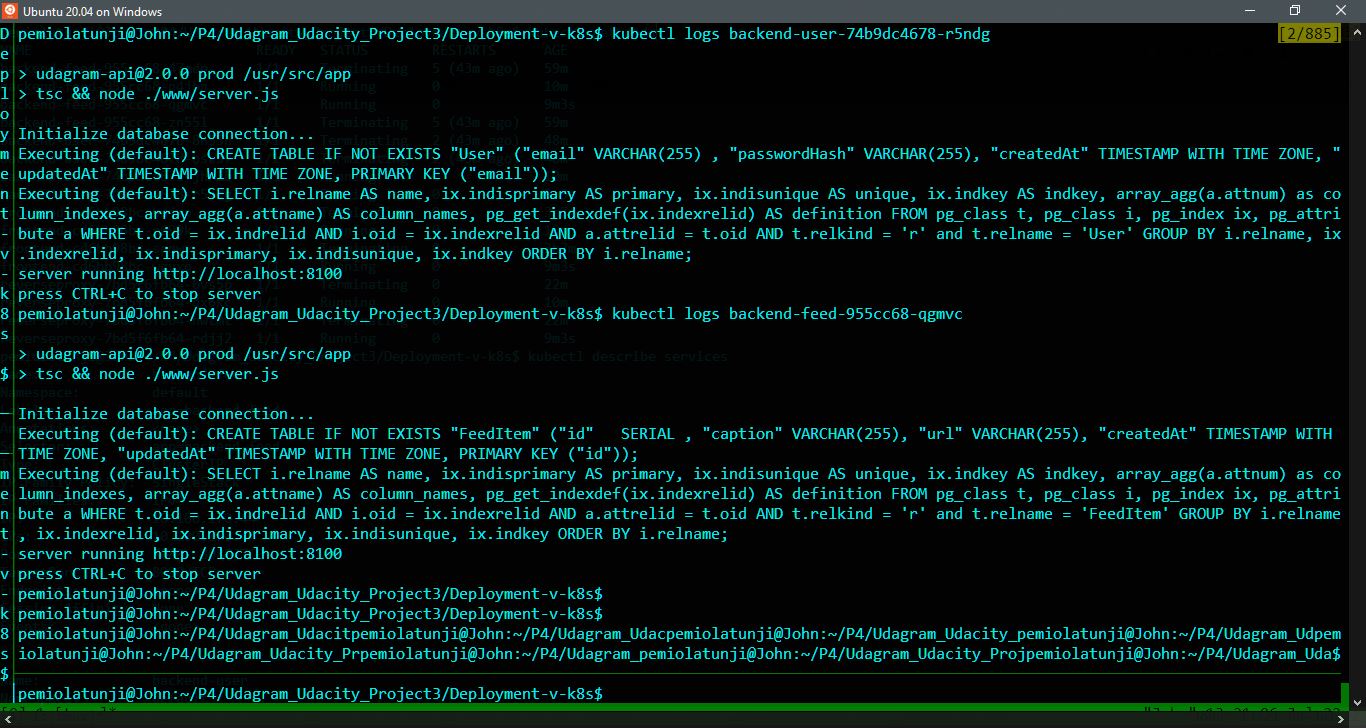 Ubuntu 20.04 on Windows
pemiolatunji@John:~/P4/Udagram_Udacity_Project3/Deployment-v-k8s$ kubectl logs backend-user-74b9dc4678-r5ndg [2/885]
> udagram-api@2.0.0 prod /usr/src/app
> tsc && node ./www/server.js
Initialize database connection...
Executing (default): CREATE TABLE IF NOT EXISTS "User" ("email" VARCHAR(255) , "passwordHash" VARCHAR(255), "createdAt" TIMESTAMP WITH TIME ZONE, "
updatedAt" TIMESTAMP WITH TIME ZONE, PRIMARY KEY ("email"));
Executing (default): SELECT i.relname AS name, ix.indisprimary AS primary, ix.indisunique AS unique, ix.indkey AS indkey, array_agg(a.attnum) as co
lumn_indexes, array_agg(a.attname) AS column_names, pg_get_indexdef(ix.indexrelid) AS definition FROM pg_class t, pg_class i, pg_index ix, pg_attri
bute a WHERE t.oid = ix.indrelid AND i.oid = ix.indexrelid AND a.attrelid = t.oid AND t.relkind = 'r' and t.relname = 'User' GROUP BY i.relname, ix
.indexrelid, ix.indisprimary, ix.indisunique, ix.indkey ORDER BY i.relname;
server running http://localhost:8100
press CTRL+C to stop server
pemiolatunji@John:~/P4/Udagram_Udacity_Project3/Deployment-v-k8s$ kubectl logs backend-feed-955cc68-qgmvc
> udagram-api@2.0.0 prod /usr/src/app
> tsc && node ./www/server.js
Initialize database connection...
Executing (default): CREATE TABLE IF NOT EXISTS "FeedItem" ("id"   SERIAL , "caption" VARCHAR(255), "url" VARCHAR(255), "createdAt" TIMESTAMP WITH
TIME ZONE, "updatedAt" TIMESTAMP WITH TIME ZONE, PRIMARY KEY ("id"));
Executing (default): SELECT i.relname AS name, ix.indisprimary AS primary, ix.indisunique AS unique, ix.indkey AS indkey, array_agg(a.attnum) as co
lumn_indexes, array_agg(a.attname) AS column_names, pg_get_indexdef(ix.indexrelid) AS definition FROM pg_class t, pg_class i, pg_index ix, pg_attri
bute a WHERE t.oid = ix.indrelid AND i.oid = ix.indexrelid AND a.attrelid = t.oid AND t.relkind = 'r' and t.relname = 'FeedItem' GROUP BY i.relname
, ix.indexrelid, ix.indisprimary, ix.indisunique, ix.indkey ORDER BY i.relname;
server running http://localhost:8100
press CTRL+C to stop server
pemiolatunji@John:~/P4/Udagram_Udacity_Project3/Deployment-v-k8s$
pemiolatunji@John:~/P4/Udagram_Udacity_Project3/Deployment-v-k8s$
pemiolatunji@John:~/P4/Udagram_Udacitpemiolatunji@John:~/P4/Udagram_Udacpemiolatunji@John:~/P4/Udagram_Udacity_pemiolatunji@John:~/P4/Udagram_Udpem
iolatunji@John:~/P4/Udagram_Udacity_Prpemiolatunji@John:~/P4/Udagram_pemiolatunji@John:~/P4/Udagram_Udacity_Projpemiolatunji@John:~/P4/Udagram_Uda$
pemiolatunji@John:~/P4/Udagram_Udacity_Project3/Deployment-v-k8s$
D
e
p
l
o
y
m
e
n
t
-
v
-
k
8
s
$
m
e
n
t
-
v
-
k
8
s
$